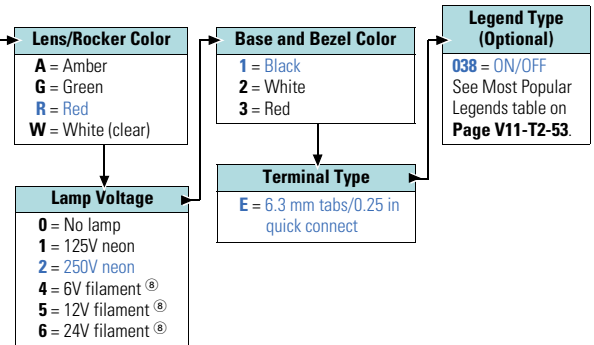 Lens/Rocker Color
A = Amber
G = Green
R = Red
W = White (clear)
Lamp Voltage
0 = No lamp
1 = 125V neon
2 = 250V neon
4 = 6V filament ⑧
5 = 12V filament ⑧
6 = 24V filament ⑧
Base and Bezel Color
1 = Black
2 = White
3 = Red
Terminal Type
E = 6.3 mm tabs/0.25 in
quick connect
Legend Type
(Optional)
038 = ON/OFF
See Most Popular
Legends table on
Page V11-T2-53.